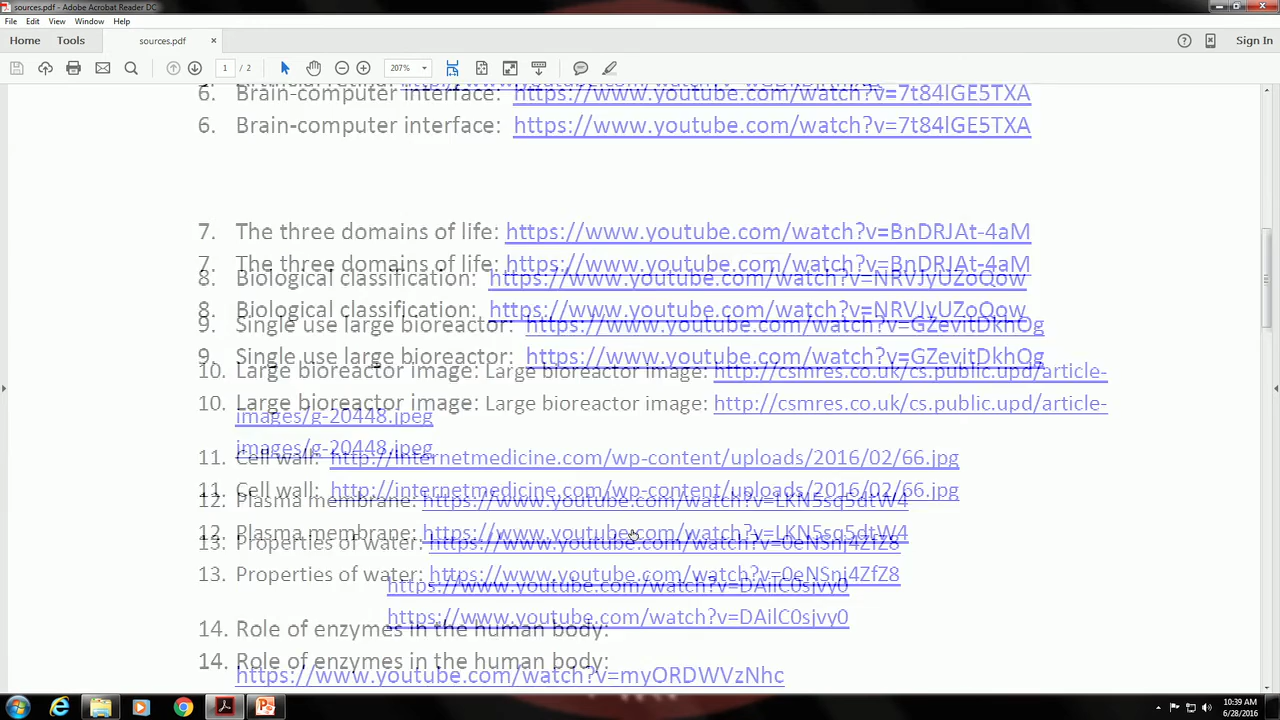 sources.pdf - Adobe Acrobat Reader DC
File Edit View Window Help
Home Tools sources.pdf × Sign In
1 / 2 207%
6. Brain-computer interface: https://www.youtube.com/watch?v=7t84lGE5TXA
6. Brain-computer interface: https://www.youtube.com/watch?v=7t84lGE5TXA
7. The three domains of life: https://www.youtube.com/watch?v=BnDRJAt-4aM
7. The three domains of life: https://www.youtube.com/watch?v=BnDRJAt-4aM
8. Biological classification: https://www.youtube.com/watch?v=NRVJyUZoQow
8. Biological classification: https://www.youtube.com/watch?v=NRVJyUZoQow
9. Single use large bioreactor: https://www.youtube.com/watch?v=GZevitDkhOg
9. Single use large bioreactor: https://www.youtube.com/watch?v=GZevitDkhOg
10. Large bioreactor image: Large bioreactor image: http://csmres.co.uk/cs.public.upd/article-
10. Large bioreactor image: Large bioreactor image: http://csmres.co.uk/cs.public.upd/article-
images/g-20448.jpeg
images/g-20448.jpeg
11. Cell wall: http://internetmedicine.com/wp-content/uploads/2016/02/66.jpg
11. Cell wall: http://internetmedicine.com/wp-content/uploads/2016/02/66.jpg
12. Plasma membrane: https://www.youtube.com/watch?v=LKN5sq5dtW4
12. Plasma membrane: https://www.youtube.com/watch?v=LKN5sq5dtW4
13. Properties of water: https://www.youtube.com/watch?v=0eNSnj4ZfZ8
13. Properties of water: https://www.youtube.com/watch?v=0eNSnj4ZfZ8
https://www.youtube.com/watch?v=DAilC0sjvy0
https://www.youtube.com/watch?v=DAilC0sjvy0
14. Role of enzymes in the human body:
14. Role of enzymes in the human body:
https://www.youtube.com/watch?v=myORDWVzNhc
10:39 AM
6/28/2016